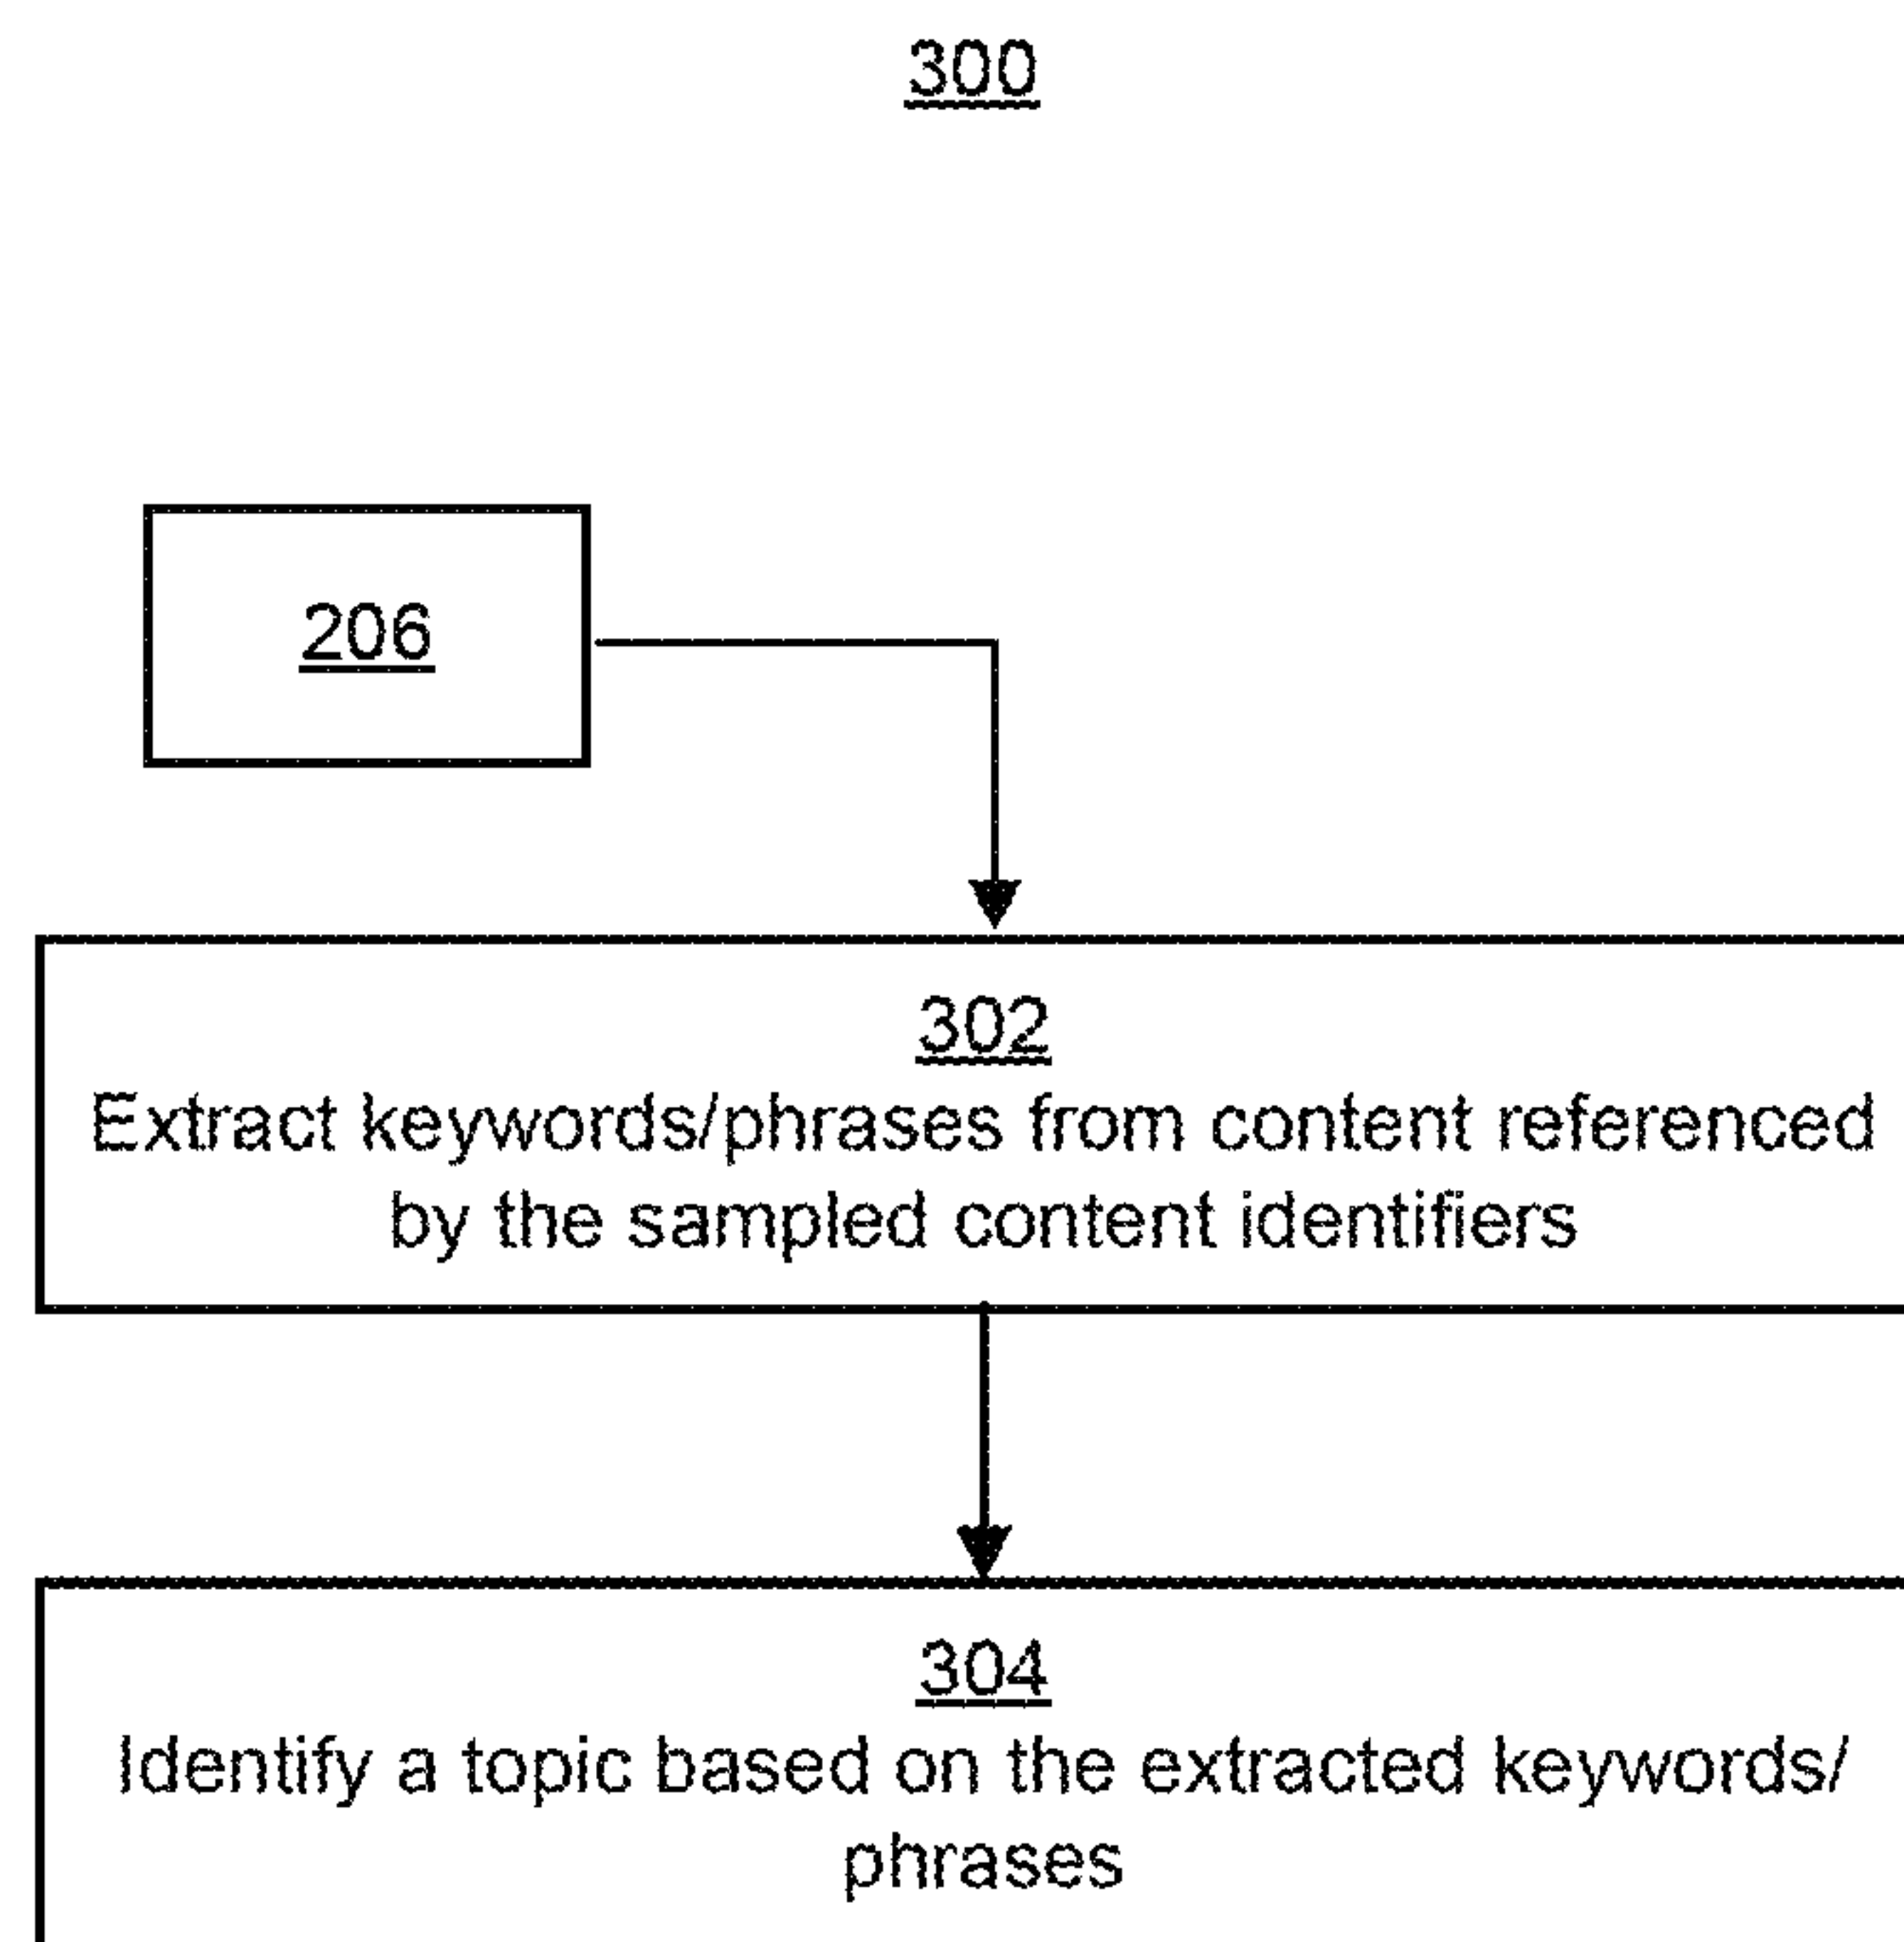 300
206
302
Extract keywords/phrases from content referenced
by the sampled content identifiers
304
Identify a topic based on the extracted keywords/
phrases